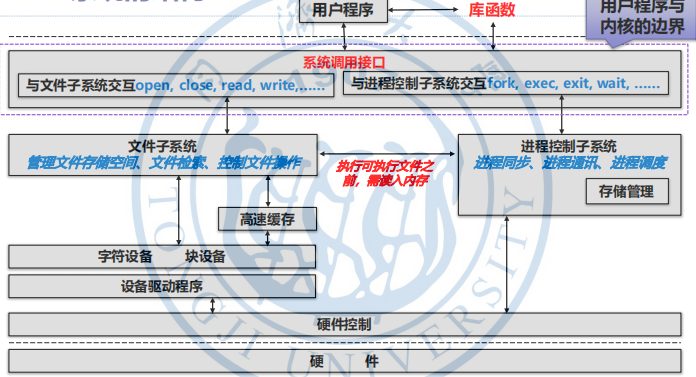 用户程序
库函数
用户程序与
内核的边界
系统调用接口
与文件子系统交互open, close, read, write,……
与进程控制子系统交互fork, exec, exit, wait, ……
文件子系统
管理文件存储空间、文件检索、控制文件操作
执行可执行文件之
前，需读入内存
进程控制子系统
进程同步、进程通讯、进程调度
存储管理
高速缓存
字符设备 块设备
设备驱动程序
硬件控制
硬 件
TONGJI UNIVERSITY